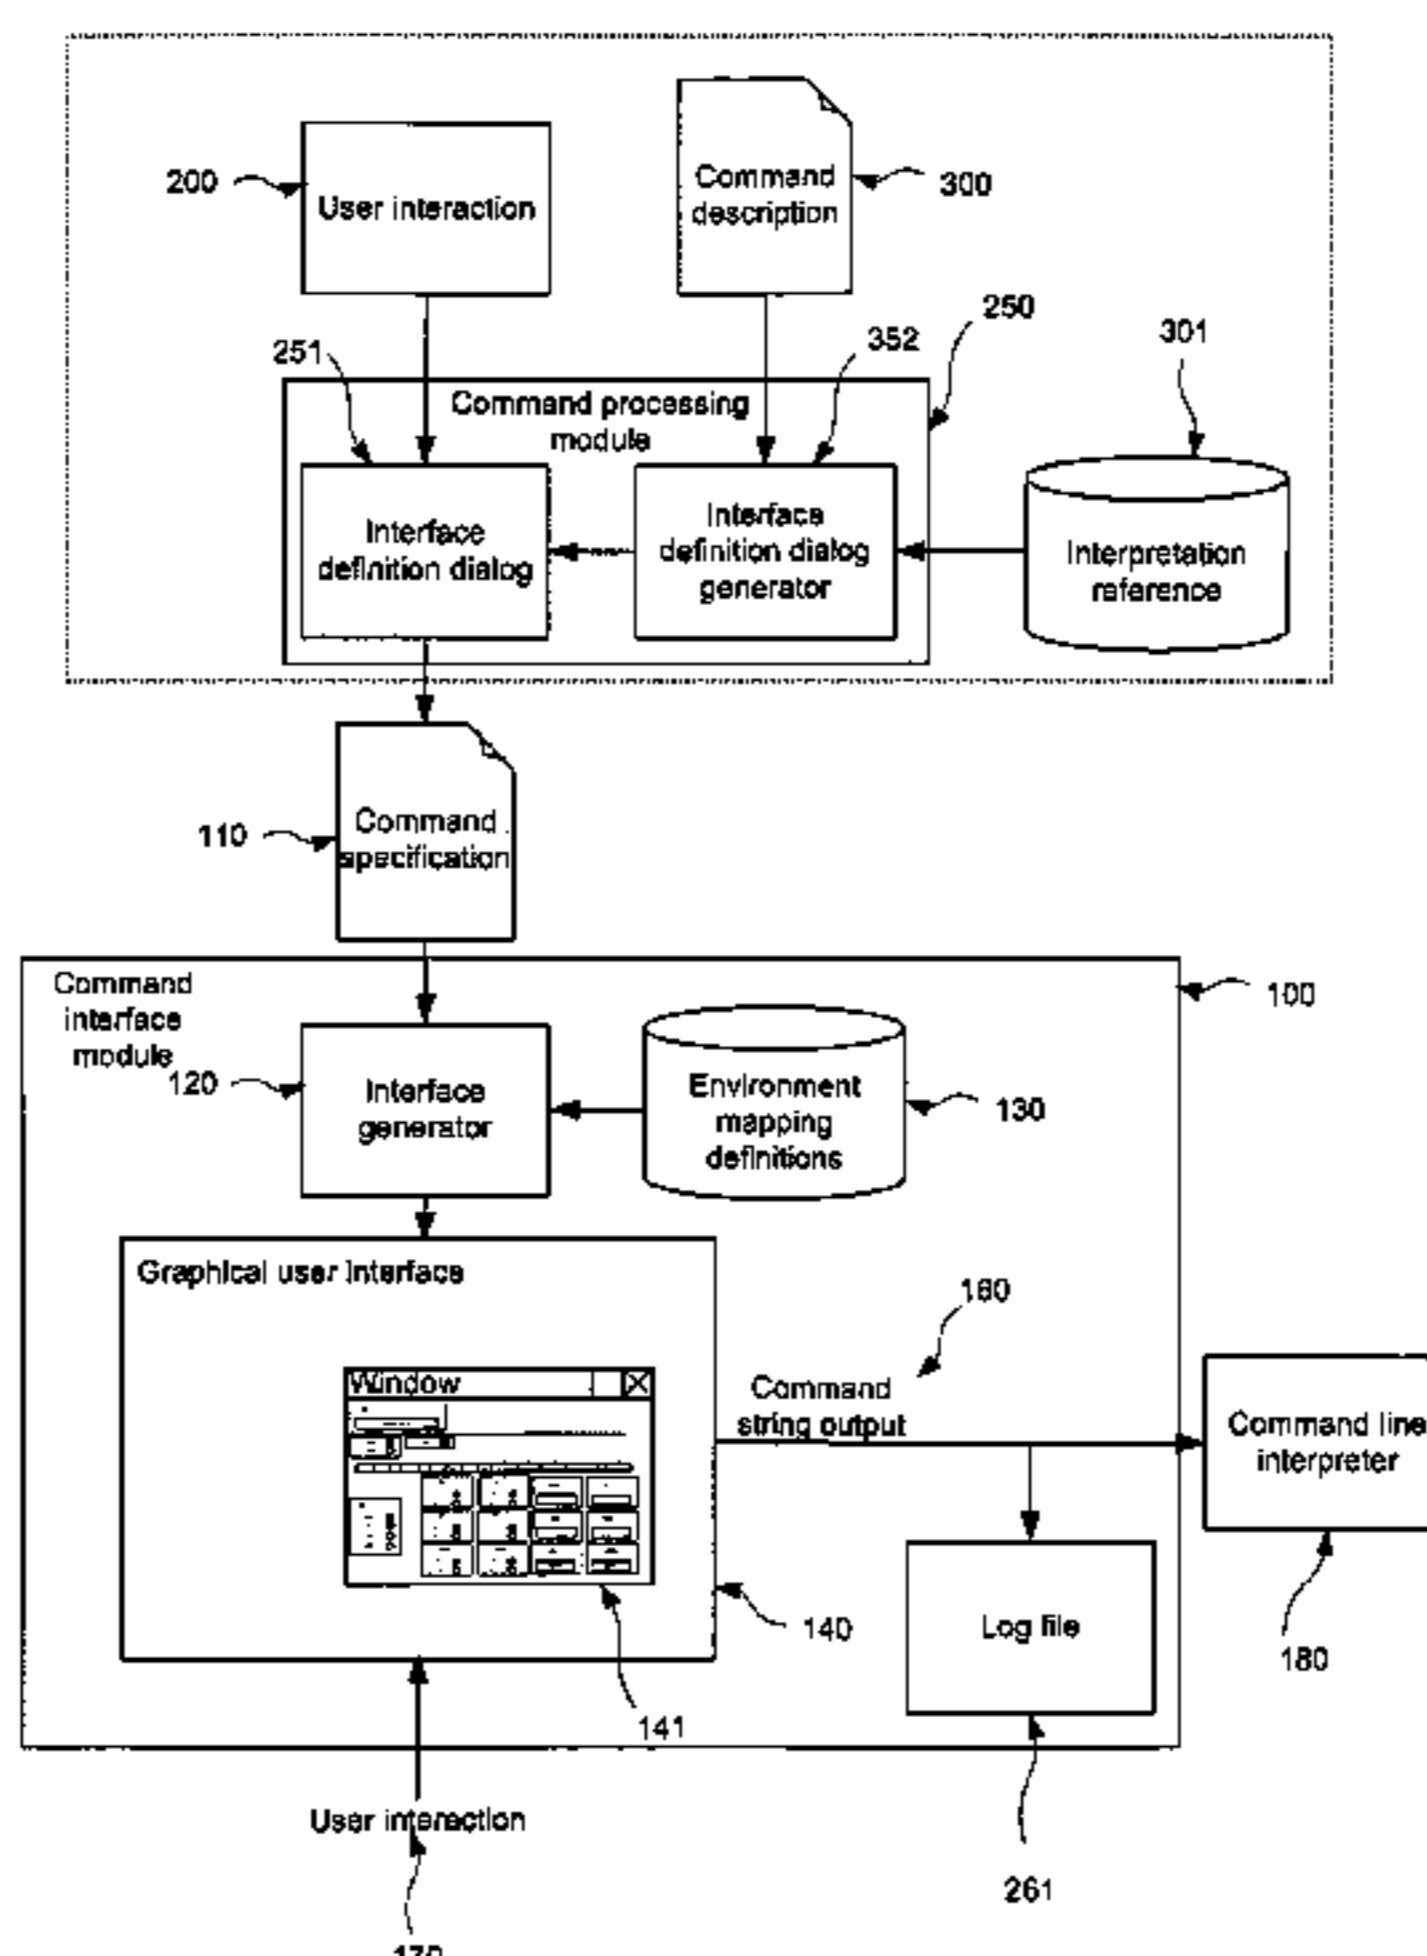 200
User interaction
Command
description
300
251
352
250
301
Command processing
module
Interface
definition dialog
Interface
definition dialog
generator
Interpretation
reference
110
Command
specification
Command
interface
module
100
120
Interface
generator
Environment
mapping
definitions
130
Graphical user interface
160
Window
Command
string output
Command line
interpreter
140
Log file
180
141
User interaction
261
170